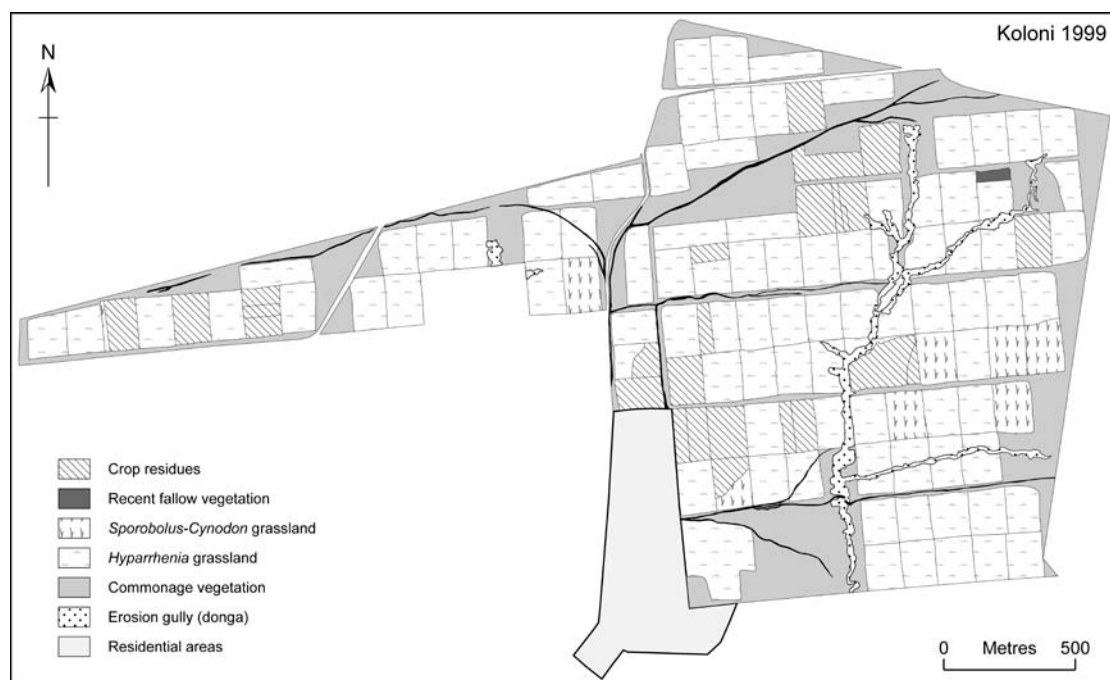 Koloni 1999
N
Crop residues
Recent fallow vegetation
Sporobolus-Cynodon grassland
Hyparrhenia grassland
Commonage vegetation
Erosion gully (donga)
Residential areas
0 Metres 500